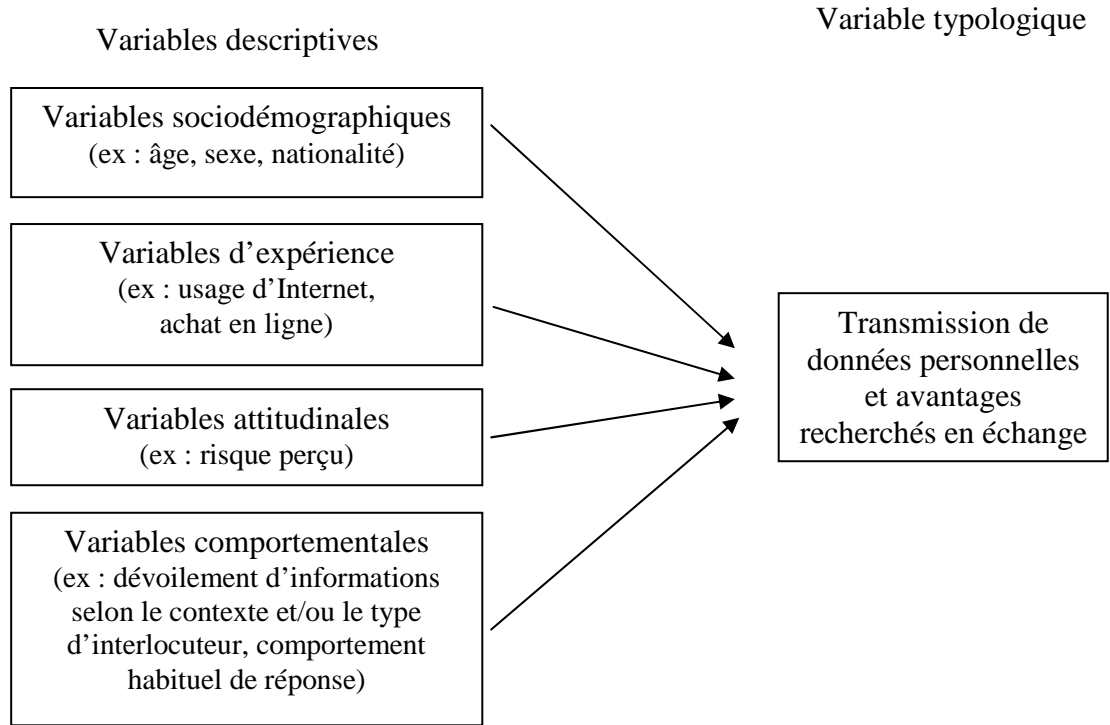 Variables descriptives
Variable typologique
Variables sociodémographiques
(ex : âge, sexe, nationalité)
Variables d’expérience
(ex : usage d’Internet,
achat en ligne)
Variables attitudinales
(ex : risque perçu)
Variables comportementales
(ex : dévoilement d’informations
selon le contexte et/ou le type
d’interlocuteur, comportement
habituel de réponse)
Transmission de
données personnelles
et avantages
recherchés en échange